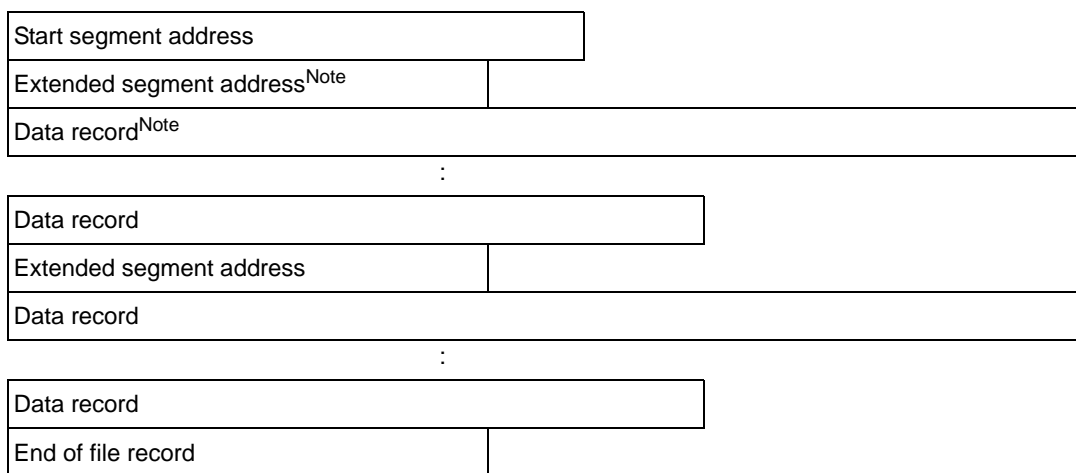 Start segment address
Extended segment addressNote
Data recordNote
:
Data record
Extended segment address
Data record
:
Data record
End of file record